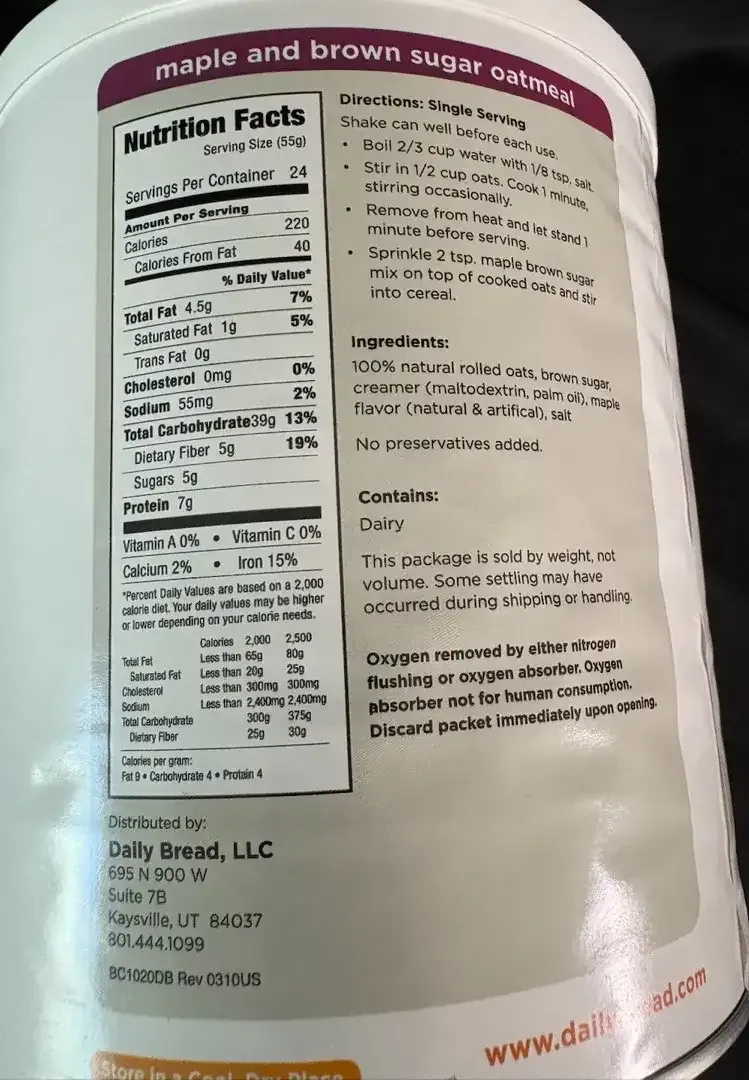 maple and brown sugar oatmeal
Nutrition Facts
Serving Size (55g)
Servings Per Container 24
Amount Per Serving
Calories 220
Calories From Fat 40
% Daily Value*
Total Fat 4.5g 7%
Saturated Fat 1g 5%
Trans Fat 0g
Cholesterol 0mg 0%
Sodium 55mg 2%
Total Carbohydrate39g 13%
Dietary Fiber 5g 19%
Sugars 5g
Protein 7g
Vitamin A 0% • Vitamin C 0%
Calcium 2% • Iron 15%
*Percent Daily Values are based on a 2,000
calorie diet. Your daily values may be higher
or lower depending on your calorie needs.
Calories 2,000 2,500
Total Fat Less than 65g 80g
Saturated Fat Less than 20g 25g
Cholesterol Less than 300mg 300mg
Sodium Less than 2,400mg 2,400mg
Total Carbohydrate 300g 375g
Dietary Fiber 25g 30g
Calories per gram:
Fat 9 • Carbohydrate 4 • Protain 4
Directions: Single Serving
Shake can well before each use.
• Boil 2/3 cup water with 1/8 tsp. salt.
• Stir in 1/2 cup oats. Cook 1 minute,
stirring occasionally.
• Remove from heat and let stand 1
minute before serving.
• Sprinkle 2 tsp. maple brown sugar
mix on top of cooked oats and stir
into cereal.
Ingredients:
100% natural rolled oats, brown sugar,
creamer (maltodextrin, palm oil), maple
flavor (natural & artifical), salt
No preservatives added.
Contains:
Dairy
This package is sold by weight, not
volume. Some settling may have
occurred during shipping or handling.
Oxygen removed by either nitrogen
flushing or oxygen absorber. Oxygen
absorber not for human consumption.
Discard packet immediately upon opening.
Distributed by:
Daily Bread, LLC
695 N 900 W
Suite 7B
Kaysville, UT 84037
801.444.1099
BC1020DB Rev 0310US
www.dail ad.com
Store in a Cool, Dry Place